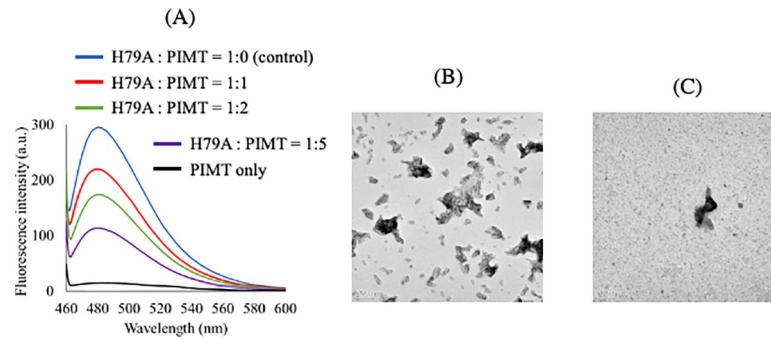 (A)
H79A : PIMT = 1:0 (control)
H79A : PIMT = 1:1
H79A : PIMT = 1:2
H79A : PIMT = 1:5
PIMT only
Fluorescence intensity (a.u.)
300
200
100
0
460 480 500 520 540 560 580 600
Wavelength (nm)
(B)
(C)